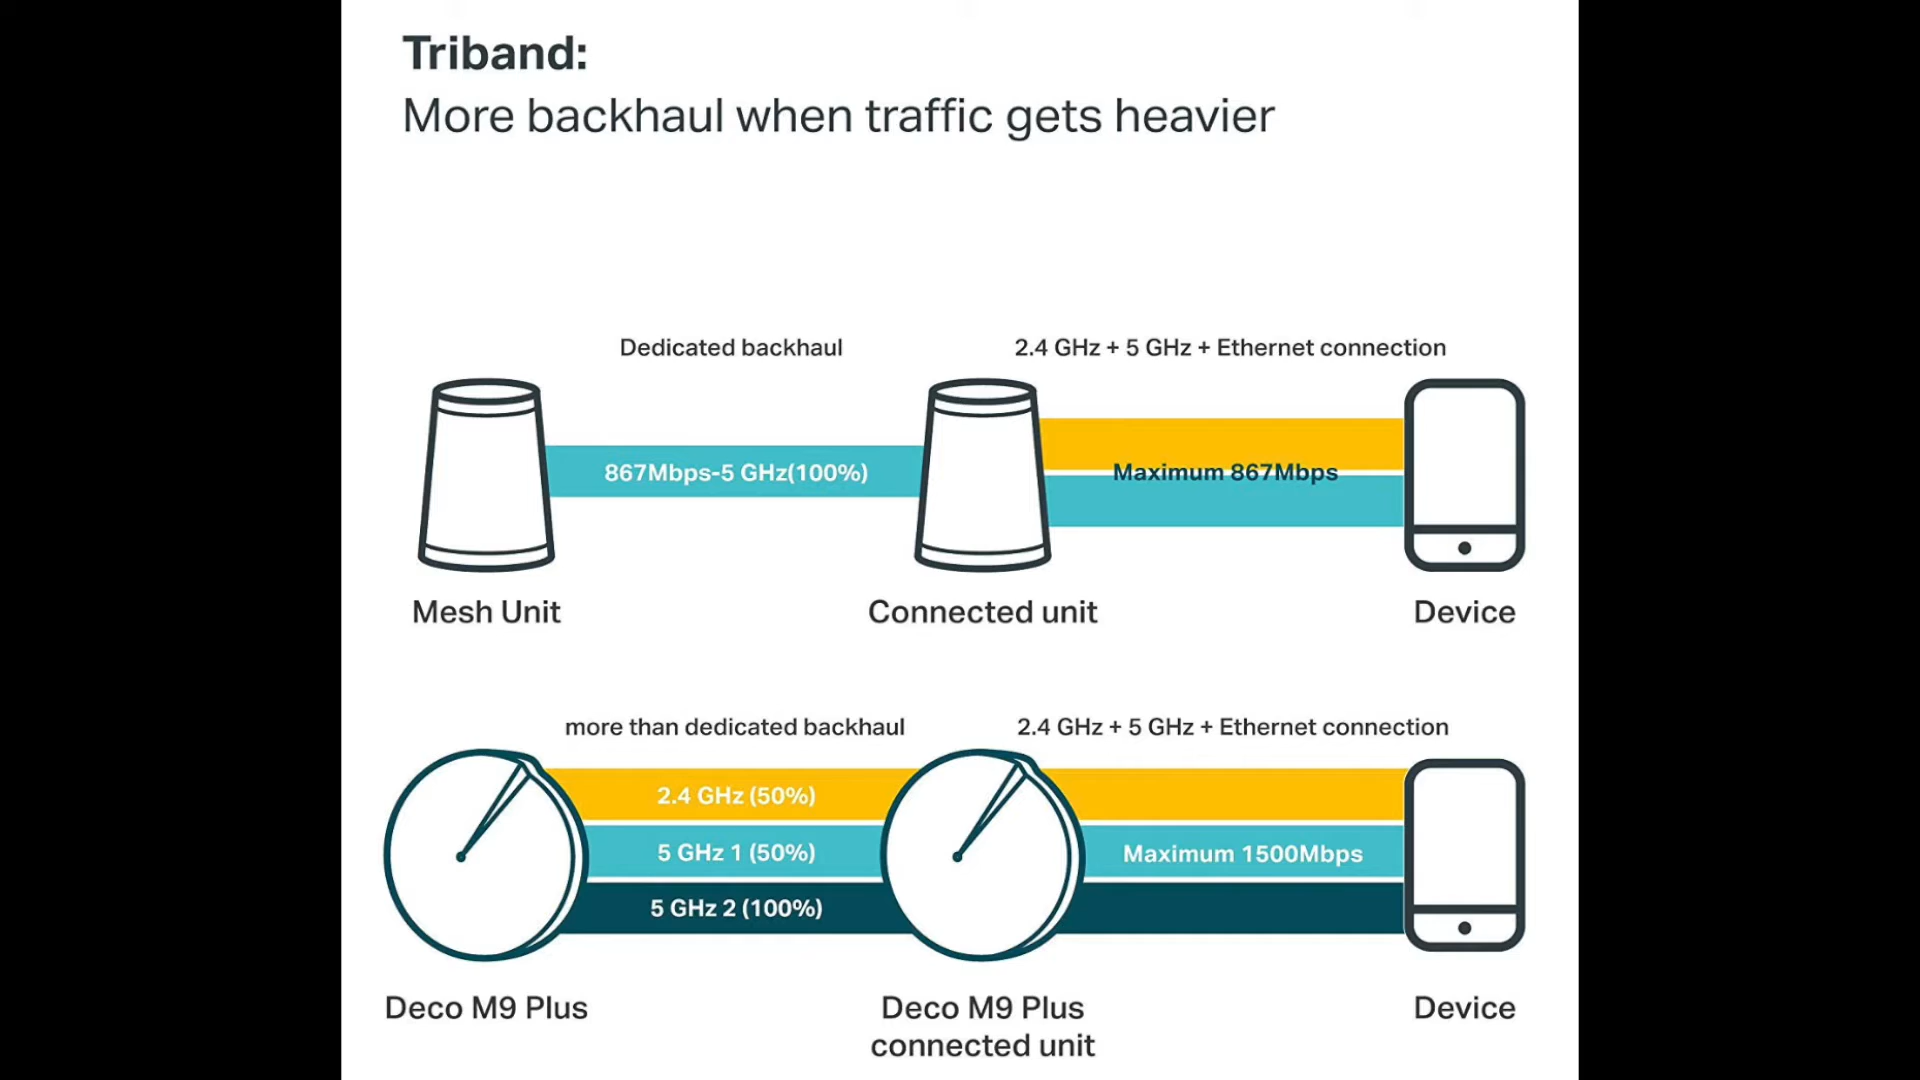 Triband:
More backhaul when traffic gets heavier
Dedicated backhaul
2.4 GHz + 5 GHz + Ethernet connection
867Mbps-5 GHz(100%)
Maximum 867Mbps
Mesh Unit
Connected unit
Device
more than dedicated backhaul
2.4 GHz + 5 GHz + Ethernet connection
2.4 GHz (50%)
5 GHz 1 (50%)
Maximum 1500Mbps
5 GHz 2 (100%)
Deco M9 Plus
Deco M9 Plus
connected unit
Device